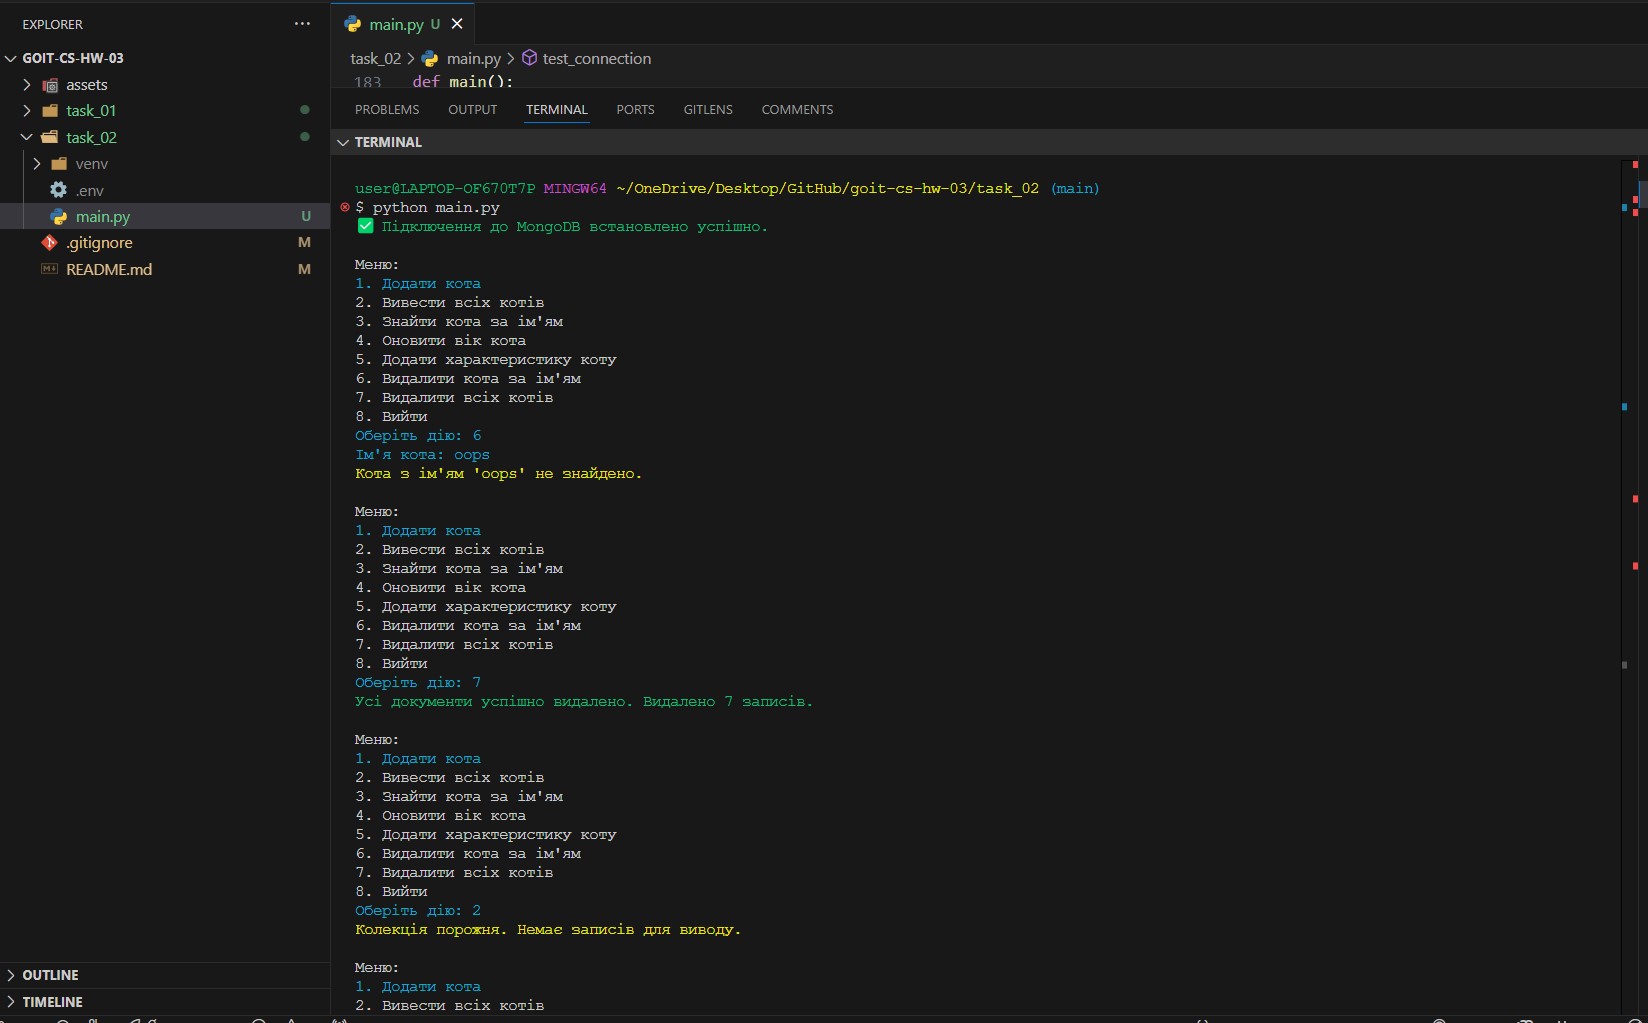 EXPLORER
GOIT-CS-HW-03
assets
task_01
task_02
venv
.env
main.py U
.gitignore M
README.md M
OUTLINE
TIMELINE
main.py U
task_02 > main.py > test_connection
183 def main():
PROBLEMS OUTPUT TERMINAL PORTS GITLENS COMMENTS
TERMINAL
user@LAPTOP-OF670T7P MINGW64 ~/OneDrive/Desktop/GitHub/goit-cs-hw-03/task_02 (main)
$ python main.py
✅ Підключення до MongoDB встановлено успішно.
Меню:
1. Додати кота
2. Вивести всіх котів
3. Знайти кота за ім'ям
4. Оновити вік кота
5. Додати характеристику коту
6. Видалити кота за ім'ям
7. Видалити всіх котів
8. Вийти
Оберіть дію: 6
Ім'я кота: oops
Кота з ім'ям 'oops' не знайдено.
Меню:
1. Додати кота
2. Вивести всіх котів
3. Знайти кота за ім'ям
4. Оновити вік кота
5. Додати характеристику коту
6. Видалити кота за ім'ям
7. Видалити всіх котів
8. Вийти
Оберіть дію: 7
Усі документи успішно видалено. Видалено 7 записів.
Меню:
1. Додати кота
2. Вивести всіх котів
3. Знайти кота за ім'ям
4. Оновити вік кота
5. Додати характеристику коту
6. Видалити кота за ім'ям
7. Видалити всіх котів
8. Вийти
Оберіть дію: 2
Колекція порожня. Немає записів для виводу.
Меню:
1. Додати кота
2. Вивести всіх котів